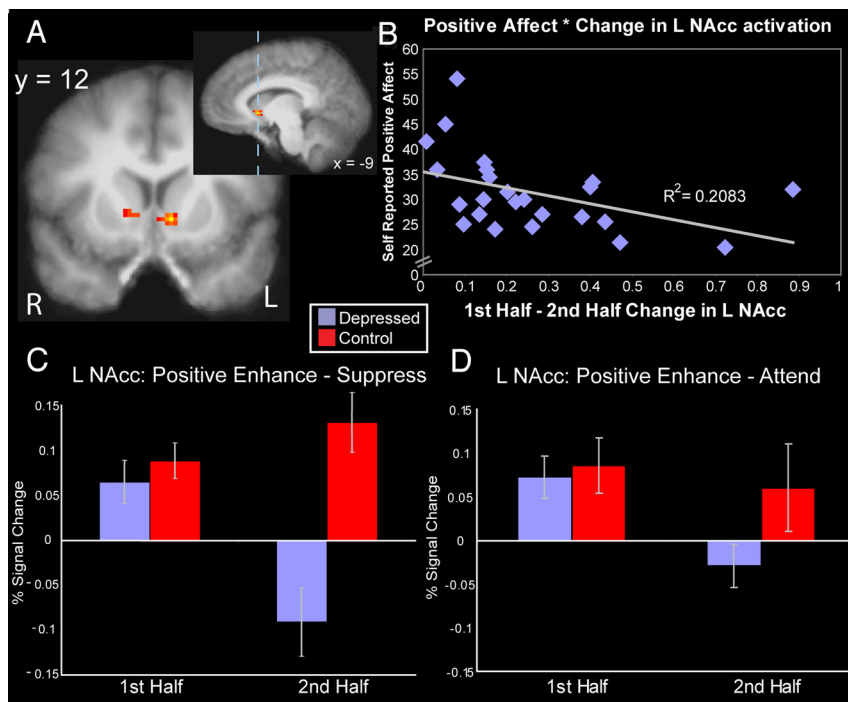 A
y = 12
x = -9
R
L
B
Positive Affect * Change in L NAcc activation
Self Reported Positive Affect
60
55
50
45
40
35
30
25
20
0
R²= 0.2083
0 0.1 0.2 0.3 0.4 0.5 0.6 0.7 0.8 0.9 1
1st Half - 2nd Half Change in L NAcc
Depressed
Control
C
L NAcc: Positive Enhance - Suppress
% Signal Change
0.15
0.1
0.05
0
-0.05
-0.1
-0.15
1st Half 2nd Half
D
L NAcc: Positive Enhance - Attend
% Signal Change
0.15
0.1
0.05
0
-0.05
-0.1
-0.15
1st Half 2nd Half